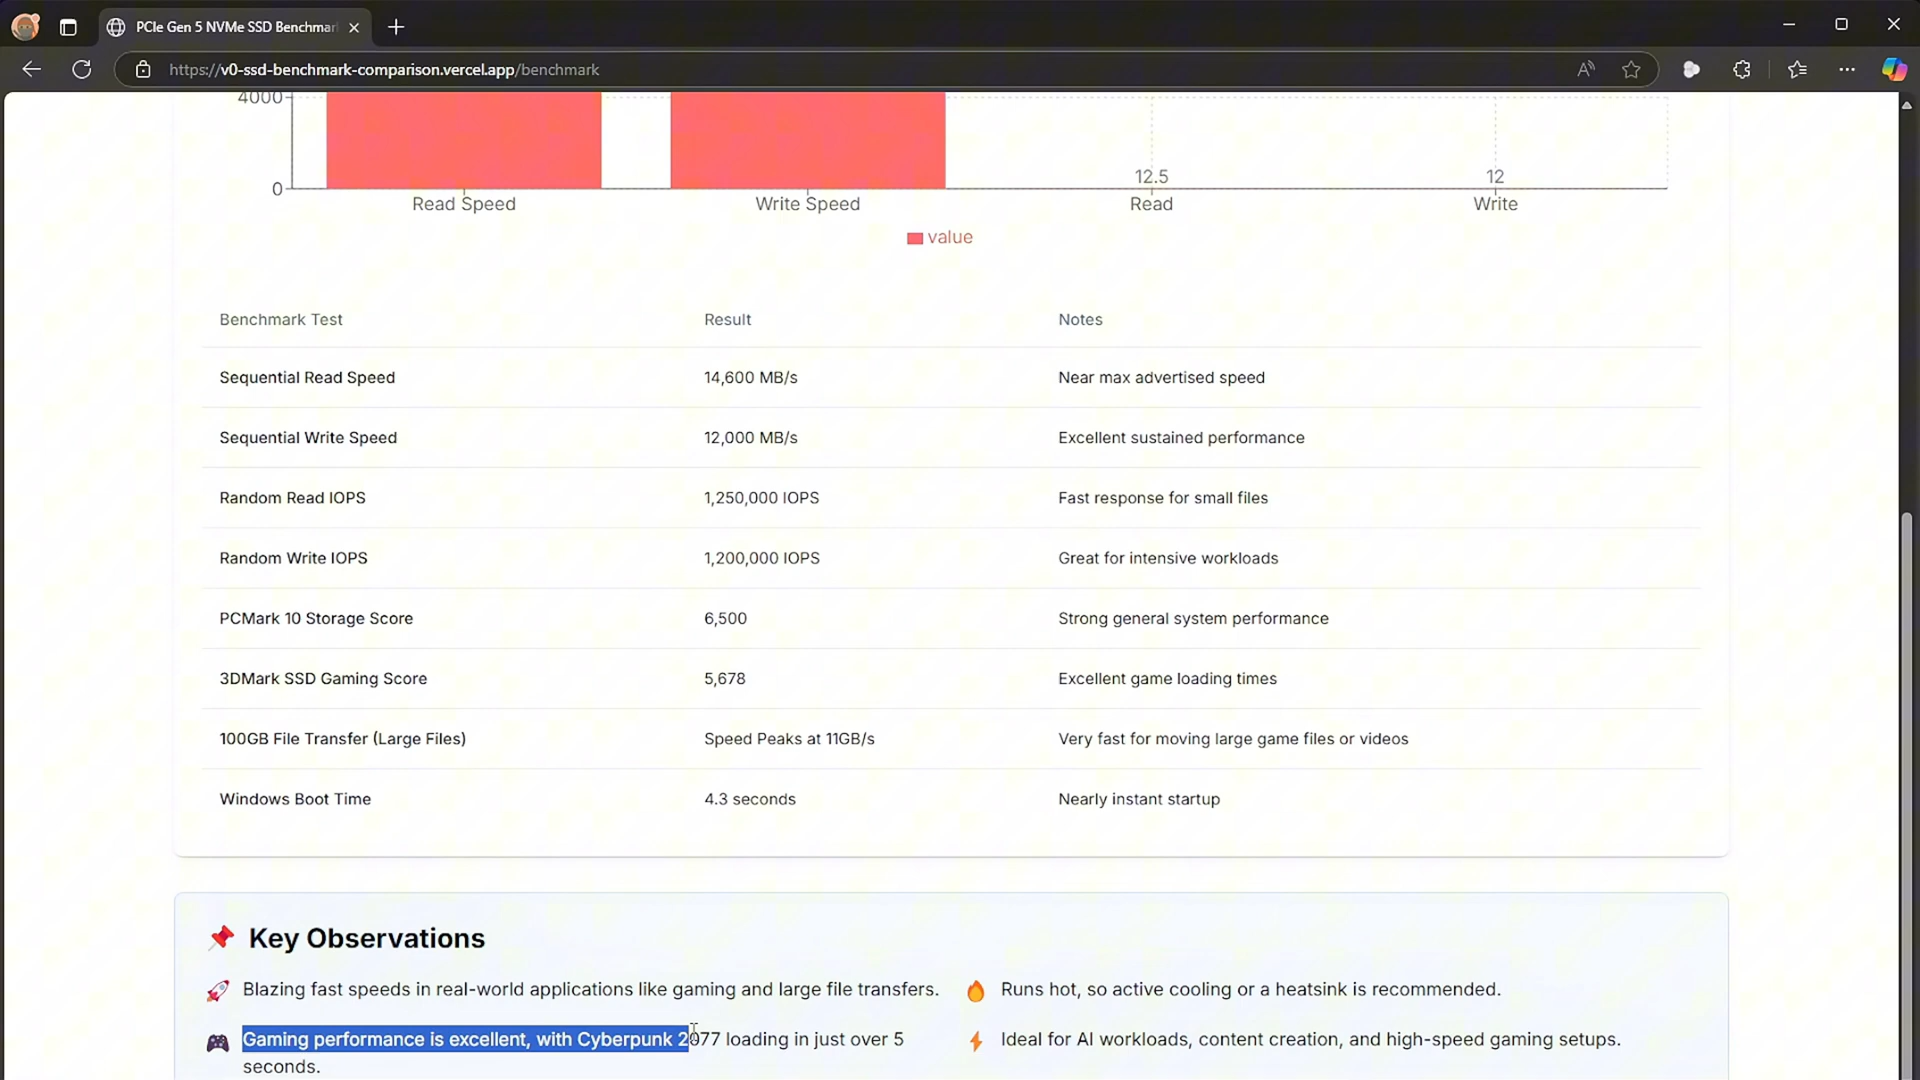 PCIe Gen 5 NVMe SSD Benchmar
https://v0-ssd-benchmark-comparison.vercel.app/benchmark
4000
12.5
12
0
Read Speed Write Speed Read Write
value
Benchmark Test Result Notes
Sequential Read Speed 14,600 MB/s Near max advertised speed
Sequential Write Speed 12,000 MB/s Excellent sustained performance
Random Read IOPS 1,250,000 IOPS Fast response for small files
Random Write IOPS 1,200,000 IOPS Great for intensive workloads
PCMark 10 Storage Score 6,500 Strong general system performance
3DMark SSD Gaming Score 5,678 Excellent game loading times
100GB File Transfer (Large Files) Speed Peaks at 11GB/s Very fast for moving large game files or videos
Windows Boot Time 4.3 seconds Nearly instant startup
Key Observations
Blazing fast speeds in real-world applications like gaming and large file transfers.
Runs hot, so active cooling or a heatsink is recommended.
Gaming performance is excellent, with Cyberpunk 2077 loading in just over 5
seconds.
Ideal for AI workloads, content creation, and high-speed gaming setups.